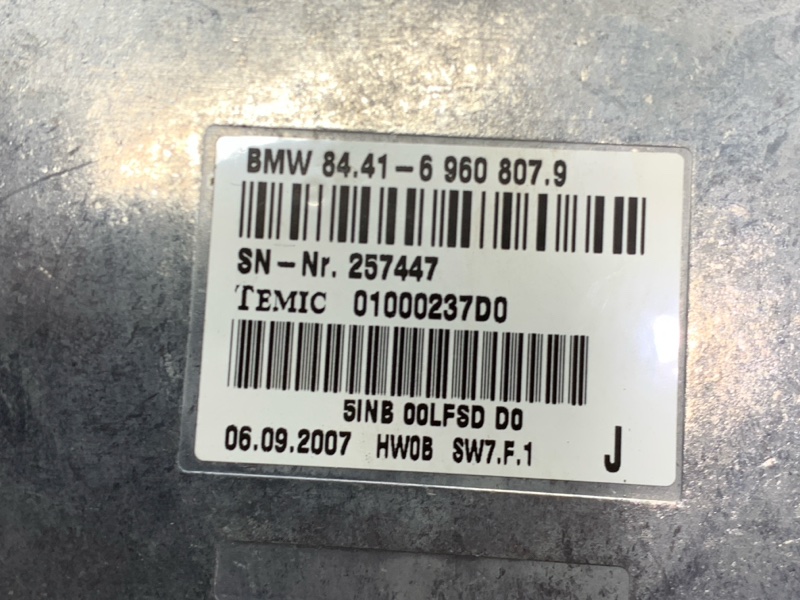 BMW 84.41-6 960 807.9
SN-Nr. 257447
TEMIC 01000237D0
5INB 00LFSD D0
06.09.2007 HW0B SW7.F.1 J